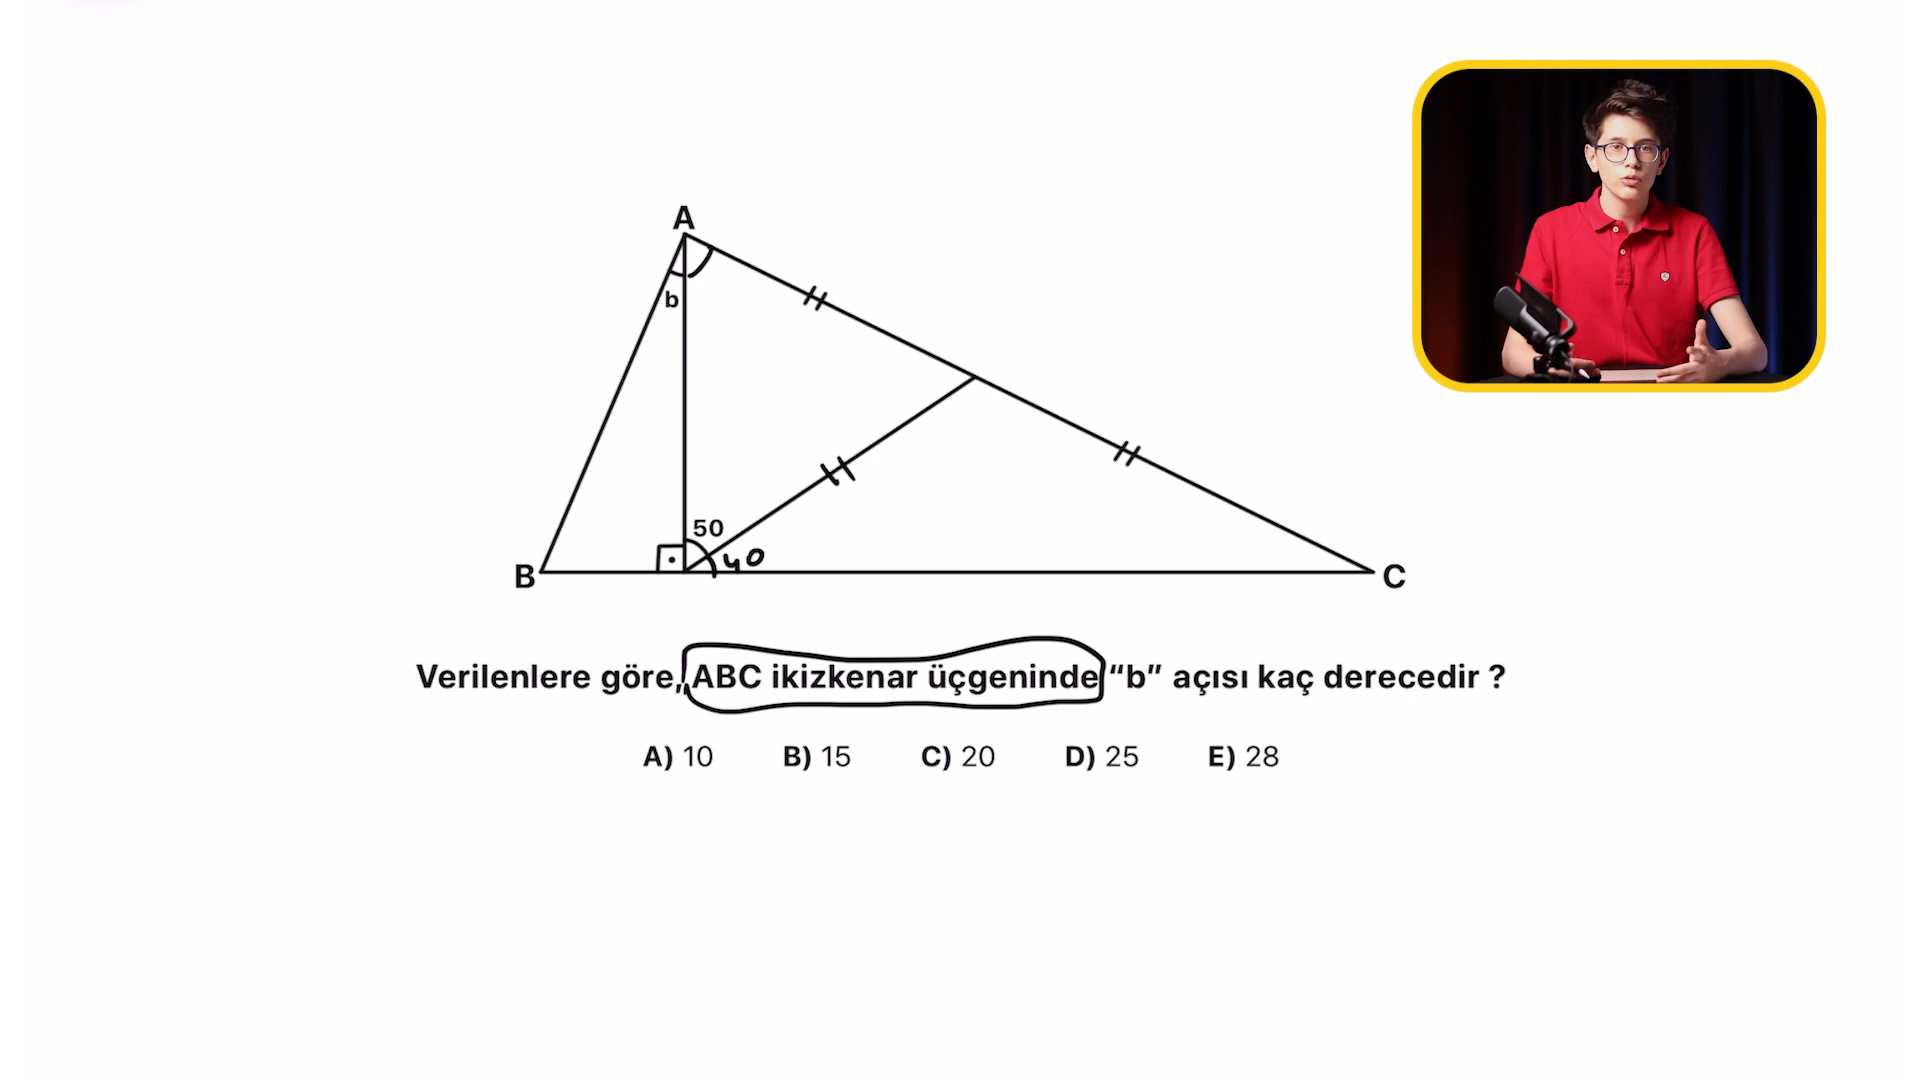 A
b
50
40
B
C
Verilenlere göre, ABC ikizkenar üçgeninde “b” açısı kaç derecedir ?
A) 10 B) 15 C) 20 D) 25 E) 28